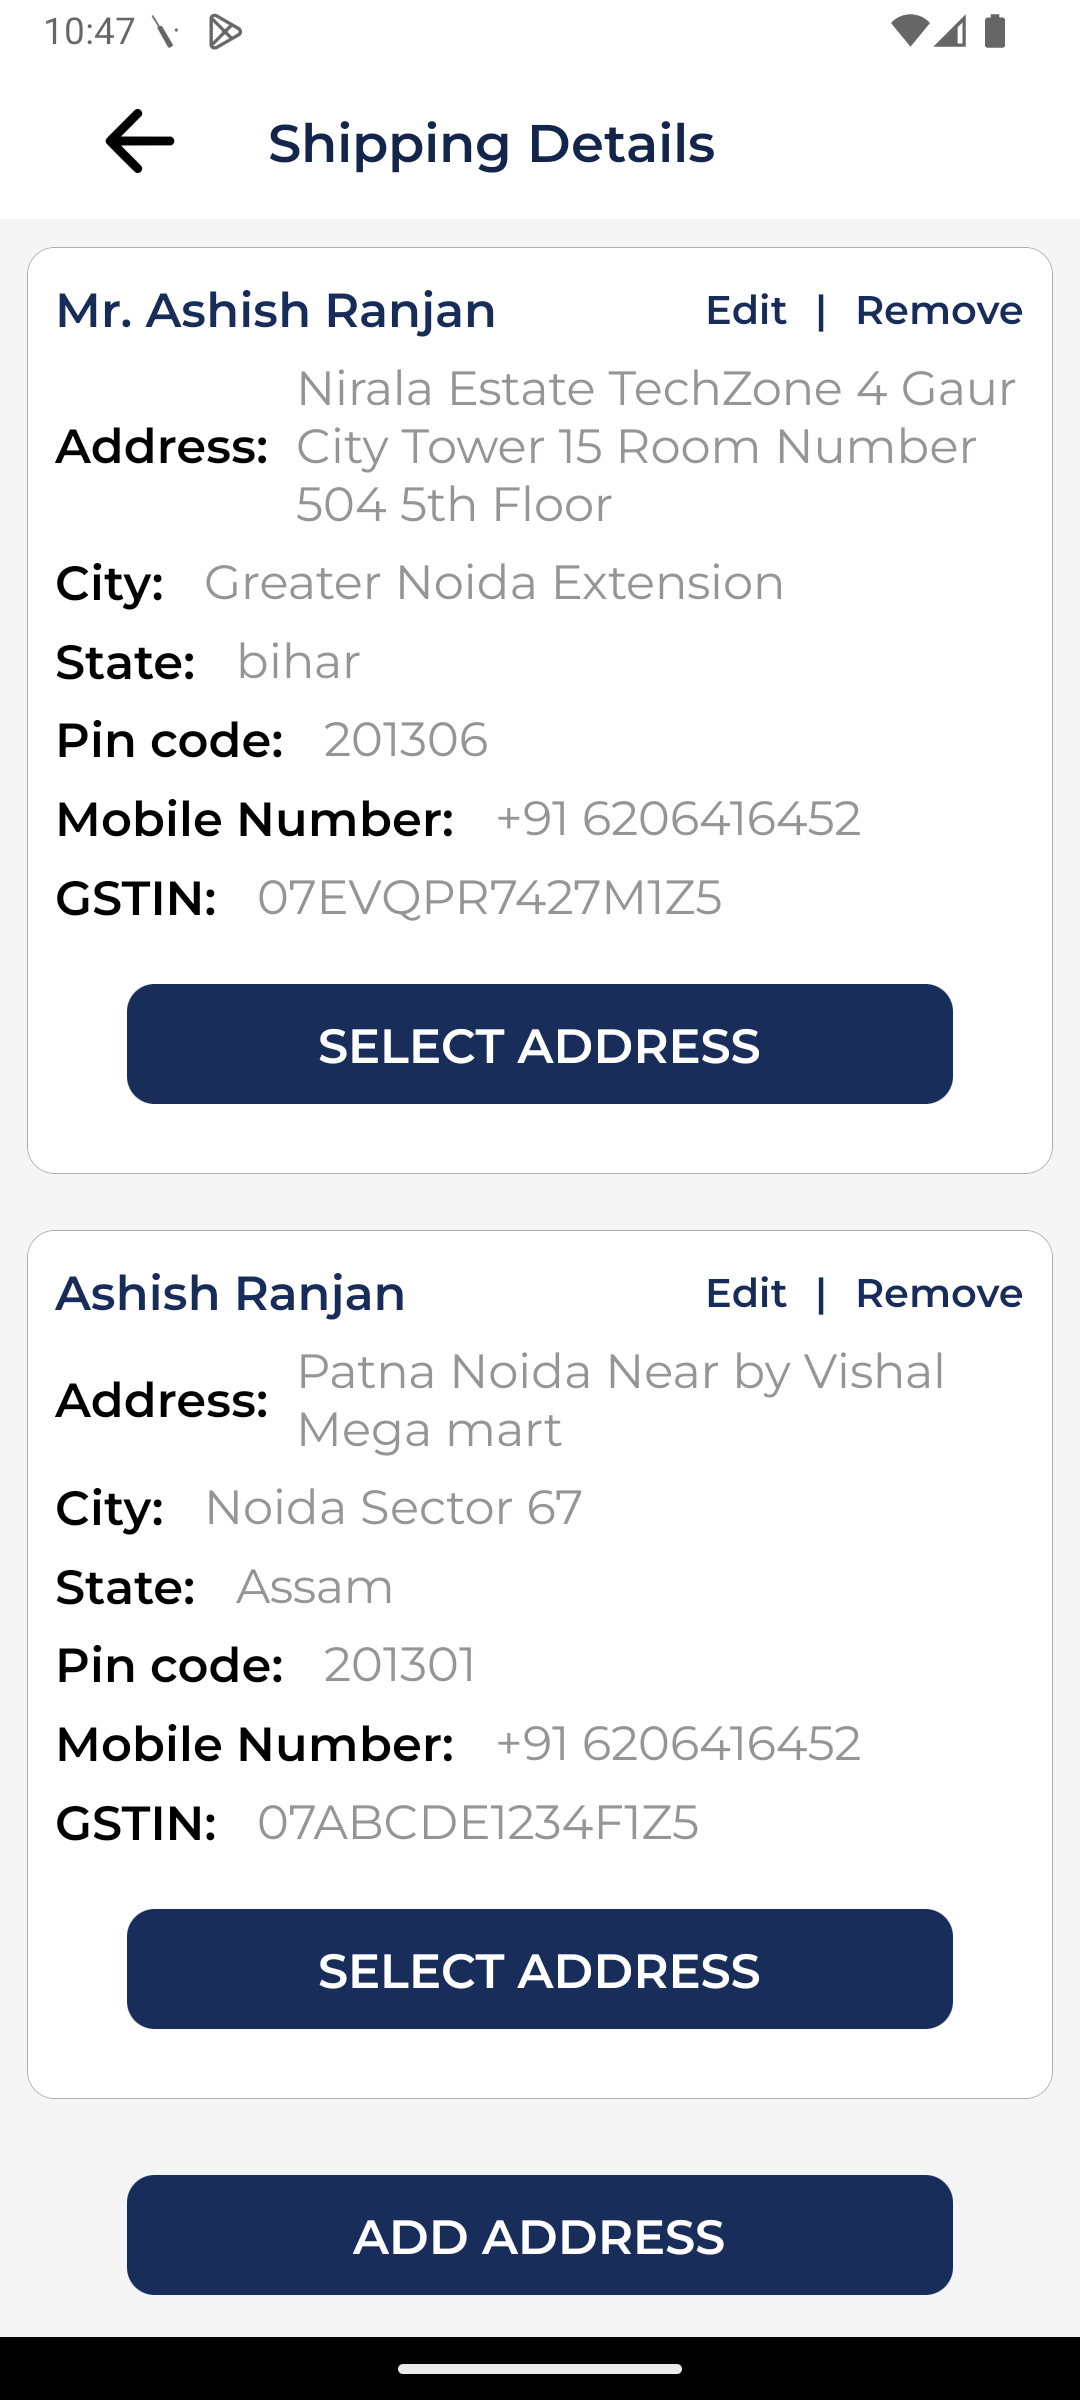 10:47
Shipping Details
Mr. Ashish Ranjan Edit | Remove
Address: Nirala Estate TechZone 4 Gaur
City Tower 15 Room Number
504 5th Floor
City: Greater Noida Extension
State: bihar
Pin code: 201306
Mobile Number: +91 6206416452
GSTIN: 07EVQPR7427M1Z5
SELECT ADDRESS
Ashish Ranjan Edit | Remove
Address: Patna Noida Near by Vishal
Mega mart
City: Noida Sector 67
State: Assam
Pin code: 201301
Mobile Number: +91 6206416452
GSTIN: 07ABCDE1234F1Z5
SELECT ADDRESS
ADD ADDRESS